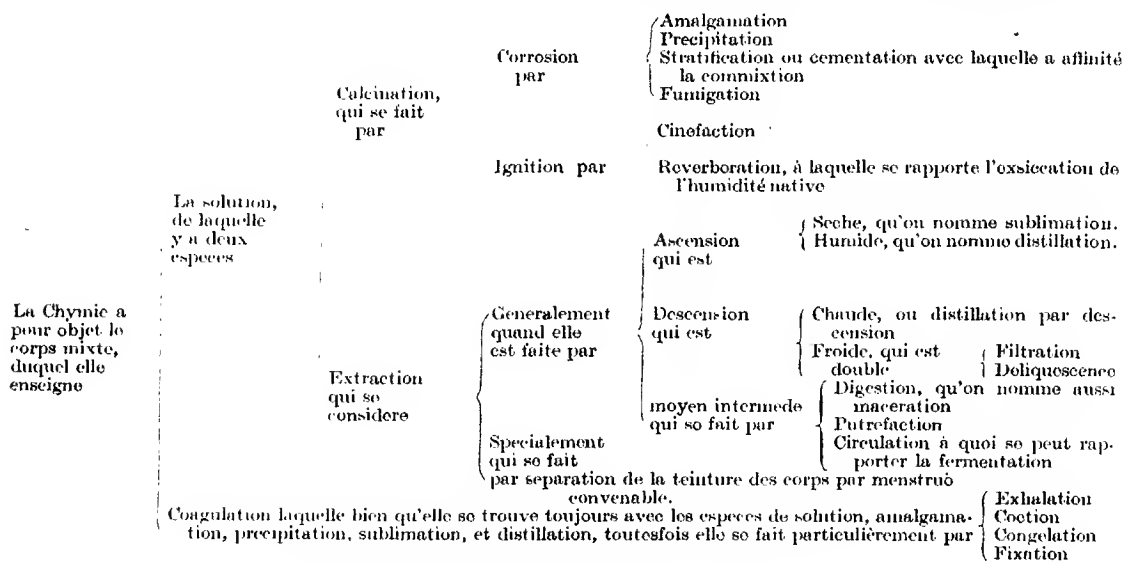 La Chymie a
pour objet le
corps mixte,
duquel elle
enseigne
La solution,
de laquelle
y a deux
especes
Calcination,
qui se fait
par
Corrosion
par
Amalgamation
Precipitation
Stratification ou cementation avec laquelle a affinité
la commixtion
Fumigation
Ignition par
Cinefaction
Reverboration, à laquelle se rapporte l'exsiccation de
l'humidité native
Extraction
qui se
considere
Generalement
quand elle
est faite par
Ascension
qui est
Seche, qu'on nomme sublimation.
Humide, qu'on nomme distillation.
Descension
qui est
Chaude, ou distillation par des-
cension
Froide, qui est
double
Filtration
Deliquescence
moyen intermede
qui se fait par
Digestion, qu'on nomme aussi
maceration
Putrefaction
Circulation à quoi se peut rap-
porter la fermentation
Specialement
qui se fait
par separation de la teinture des corps par menstruë
convenable.
Coagulation laquelle bien qu'elle se trouve toujours avec les especes de solution, amalgama-
tion, precipitation, sublimation, et distillation, toutesfois elle se fait particulièrement par
Exhalation
Coction
Congelation
Fixation